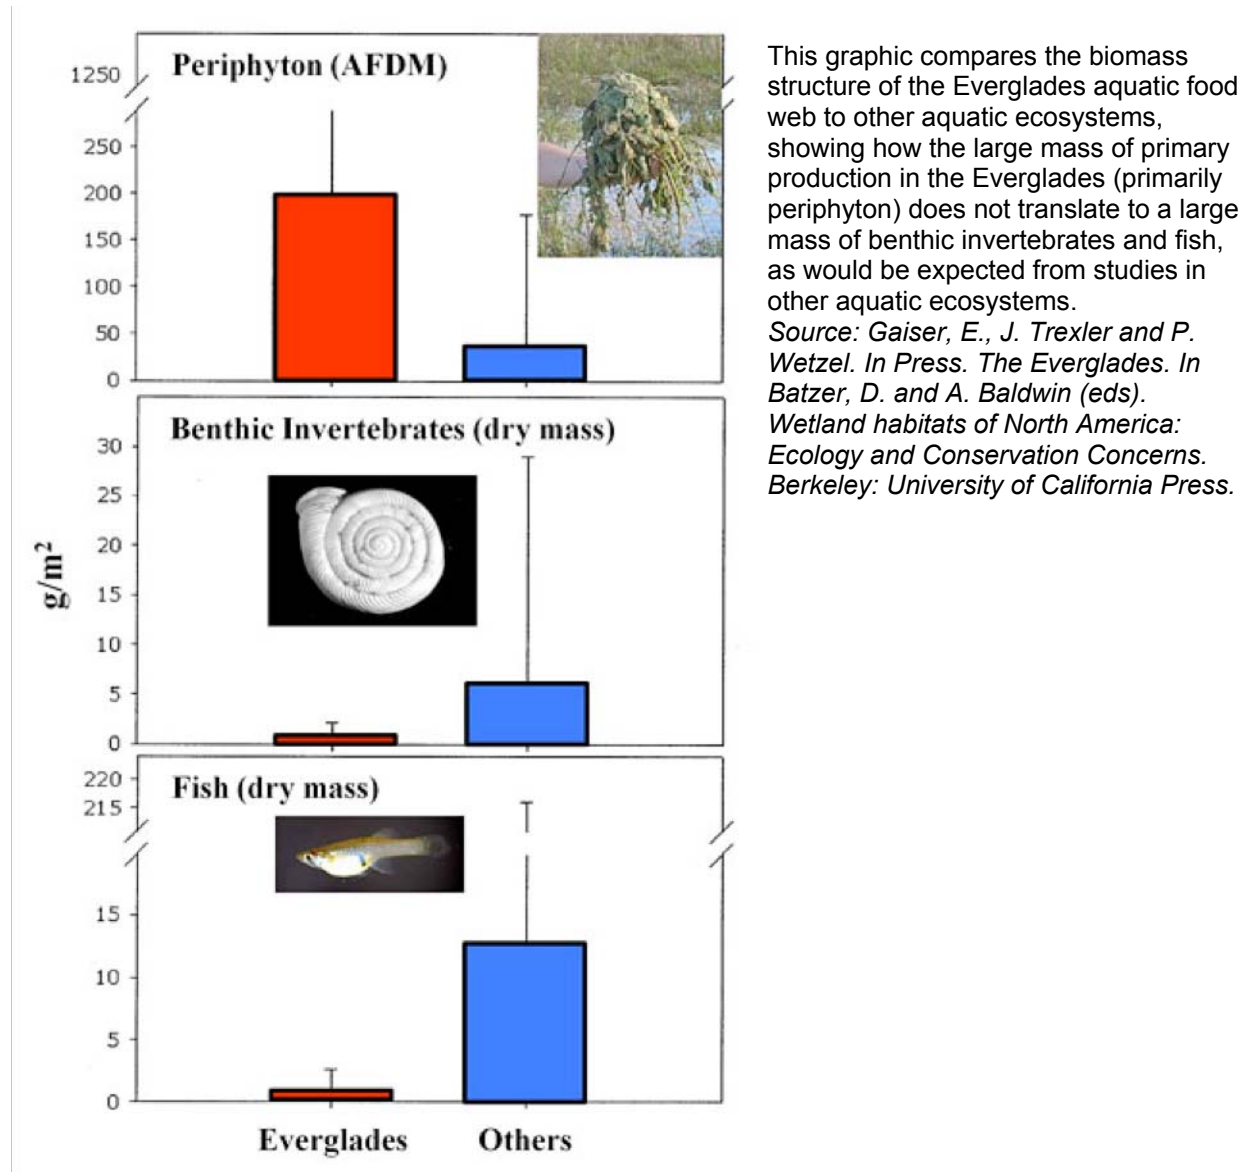 Periphyton (AFDM)
1250
250
200
150
100
50
0
Benthic Invertebrates (dry mass)
30
25
20
15
10
5
0
g/m²
Fish (dry mass)
220
215
15
10
5
0
Everglades Others
This graphic compares the biomass
structure of the Everglades aquatic food
web to other aquatic ecosystems,
showing how the large mass of primary
production in the Everglades (primarily
periphyton) does not translate to a large
mass of benthic invertebrates and fish,
as would be expected from studies in
other aquatic ecosystems.
Source: Gaiser, E., J. Trexler and P.
Wetzel. In Press. The Everglades. In
Batzer, D. and A. Baldwin (eds).
Wetland habitats of North America:
Ecology and Conservation Concerns.
Berkeley: University of California Press.